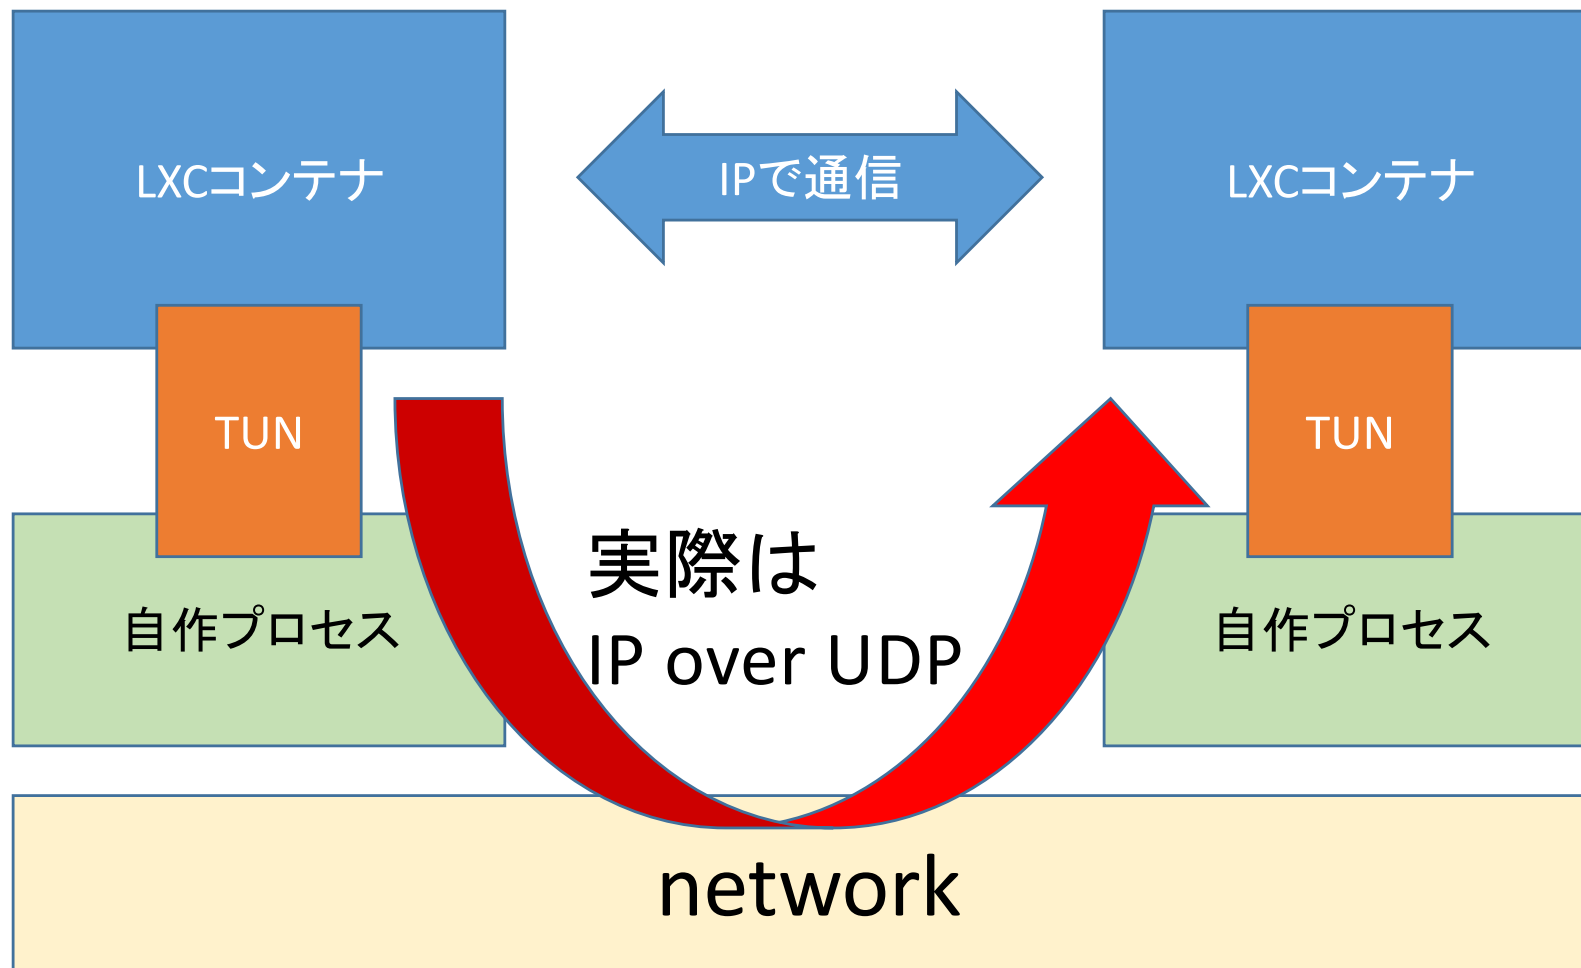 LXCコンテナ
IPで通信
LXCコンテナ
TUN
TUN
実際は
IP over UDP
自作プロセス
自作プロセス
network